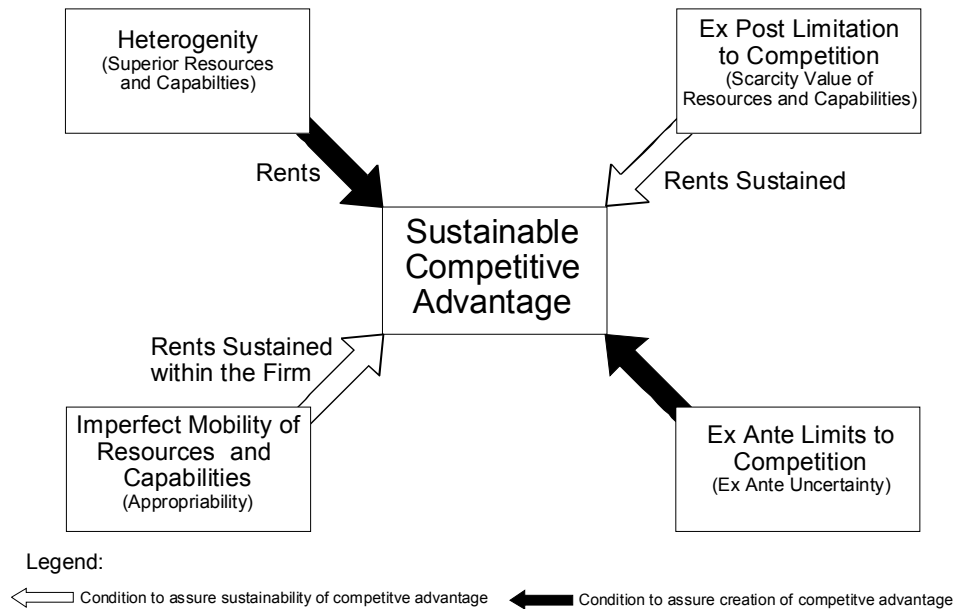 Heterogenity
(Superior Resources
and Capabilties)
Ex Post Limitation
to Competition
(Scarcity Value of
Resources and Capabilities)
Rents
Rents Sustained
Sustainable
Competitive
Advantage
Rents Sustained
within the Firm
Imperfect Mobility of
Resources and
Capabilities
(Appropriability)
Ex Ante Limits to
Competition
(Ex Ante Uncertainty)
Legend:
Condition to assure sustainability of competitve advantage
Condition to assure creation of competitve advantage